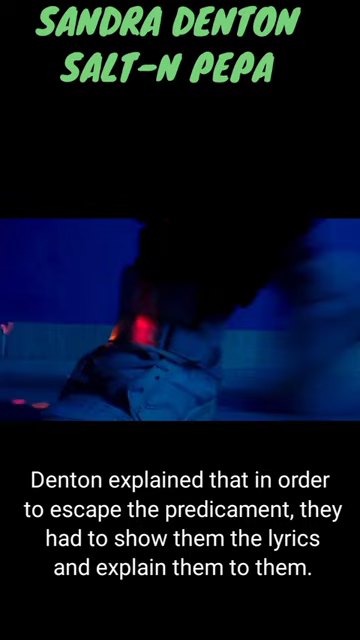 SANDRA DENTON
SALT-N PEPA
Denton explained that in order
to escape the predicament, they
had to show them the lyrics
and explain them to them.